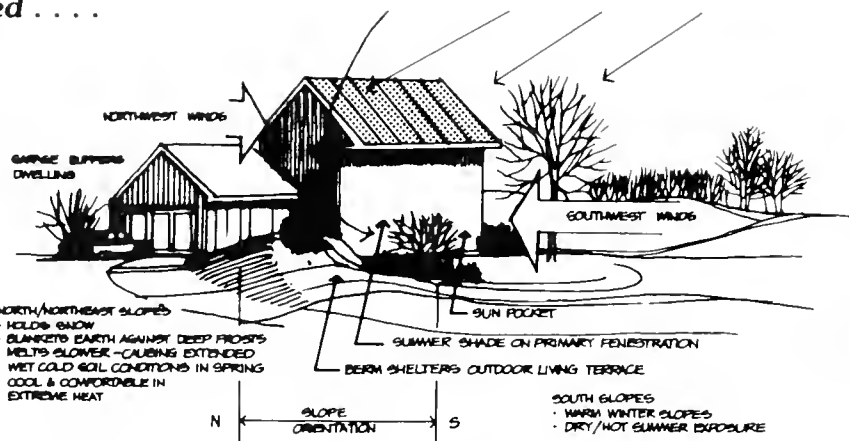 ed . . . .
NORTHWEST WINDS
GARAGE BUFFERS
DWELLING
SOUTHWEST WINDS
NORTH/NORTHEAST SLOPES
HOLDS SNOW
BLANKETS EARTH AGAINST DEEP FROSTS
MELTS SLOWER - CAUSING EXTENDED
WET COLD SOIL CONDITIONS IN SPRING
COOL & COMFORTABLE IN
EXTREME HEAT
SUN POCKET
SUMMER SHADE ON PRIMARY FENESTRATION
BERM SHELTERS OUTDOOR LIVING TERRACE
N
SLOPE
ORIENTATION
S
SOUTH SLOPES
· WARM WINTER SLOPES
· DRY/HOT SUMMER EXPOSURE